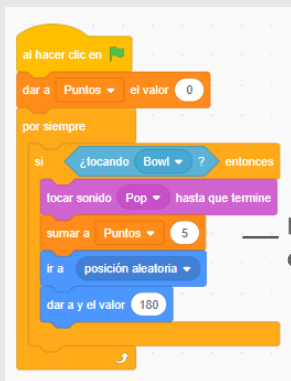 al hacer clic en
dar a Puntos el valor 0
por siempre
si ¿tocando Bowl ? entonces
tocar sonido Pop hasta que termine
sumar a Puntos 5
ir a posición aleatoria
dar a y el valor 180